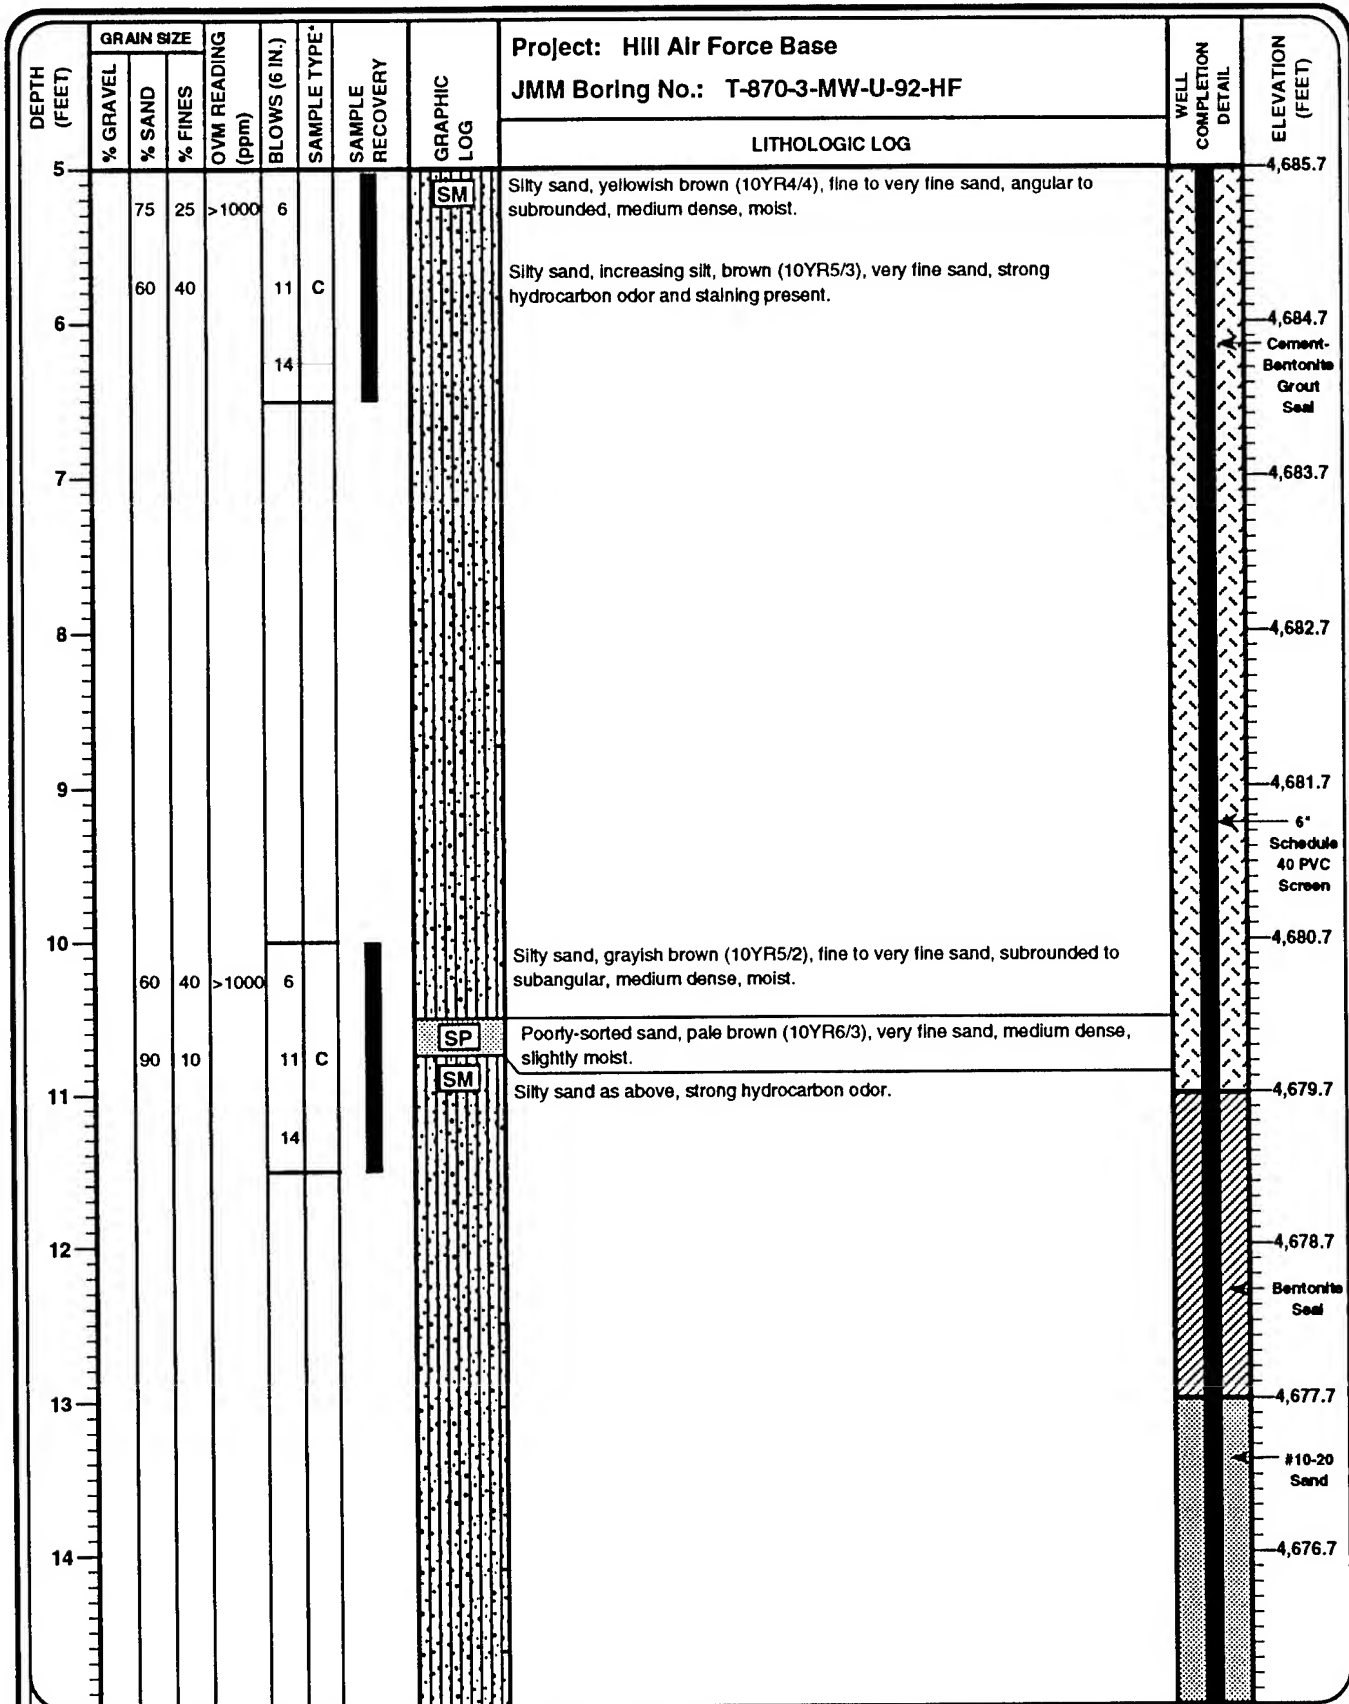 Project: Hill Air Force Base
JMM Boring No.: T-870-3-MW-U-92-HF
DEPTH
(FEET)
GRAIN SIZE
% GRAVEL
% SAND
% FINES
OVM READING
(ppm)
BLOWS (6 IN.)
SAMPLE TYPE*
SAMPLE
RECOVERY
GRAPHIC
LOG
LITHOLOGIC LOG
WELL
COMPLETION
DETAIL
ELEVATION
(FEET)
5
4,685.7
SM
Silty sand, yellowish brown (10YR4/4), fine to very fine sand, angular to
subrounded, medium dense, moist.
75 25 >1000 6
Silty sand, increasing silt, brown (10YR5/3), very fine sand, strong
hydrocarbon odor and staining present.
60 40 11 C
6
4,684.7
Cement-
Bentonite
Grout
Seal
14
7
4,683.7
8
4,682.7
9
4,681.7
6"
Schedule
40 PVC
Screen
10
4,680.7
Silty sand, grayish brown (10YR5/2), fine to very fine sand, subrounded to
subangular, medium dense, moist.
60 40 >1000 6
SP
Poorly-sorted sand, pale brown (10YR6/3), very fine sand, medium dense,
slightly moist.
90 10 11 C
SM
Silty sand as above, strong hydrocarbon odor.
11
4,679.7
14
12
4,678.7
Bentonite
Seal
13
4,677.7
#10-20
Sand
14
4,676.7